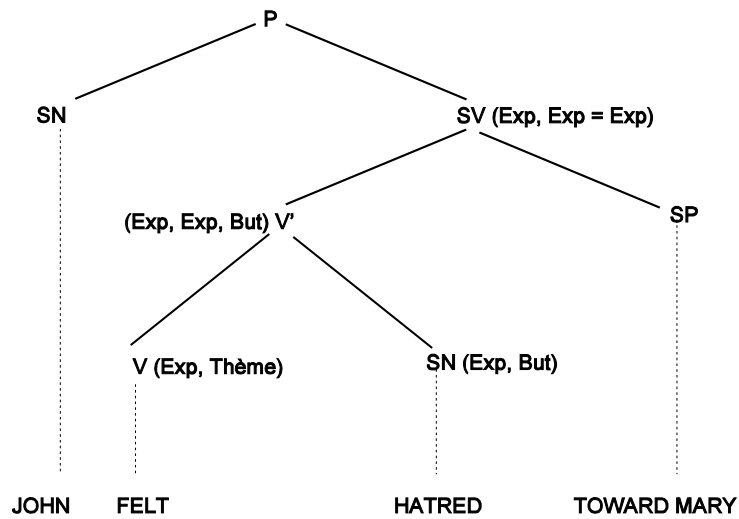 P
SN
SV (Exp, Exp = Exp)
(Exp, Exp, But) V'
SP
V (Exp, Thème)
SN (Exp, But)
JOHN FELT HATRED TOWARD MARY